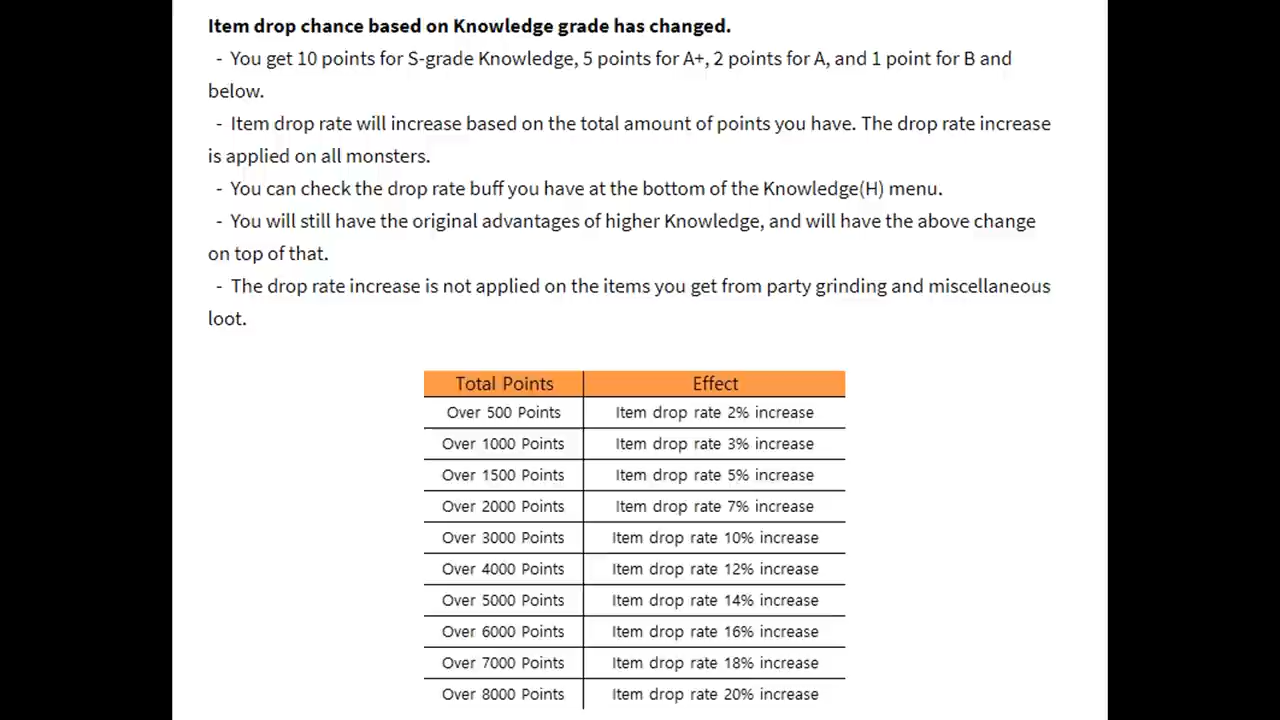 Item drop chance based on Knowledge grade has changed.
- You get 10 points for S-grade Knowledge, 5 points for A+, 2 points for A, and 1 point for B and
below.
- Item drop rate will increase based on the total amount of points you have. The drop rate increase
is applied on all monsters.
- You can check the drop rate buff you have at the bottom of the Knowledge(H) menu.
- You will still have the original advantages of higher Knowledge, and will have the above change
on top of that.
- The drop rate increase is not applied on the items you get from party grinding and miscellaneous
loot.
Total Points Effect
Over 500 Points Item drop rate 2% increase
Over 1000 Points Item drop rate 3% increase
Over 1500 Points Item drop rate 5% increase
Over 2000 Points Item drop rate 7% increase
Over 3000 Points Item drop rate 10% increase
Over 4000 Points Item drop rate 12% increase
Over 5000 Points Item drop rate 14% increase
Over 6000 Points Item drop rate 16% increase
Over 7000 Points Item drop rate 18% increase
Over 8000 Points Item drop rate 20% increase